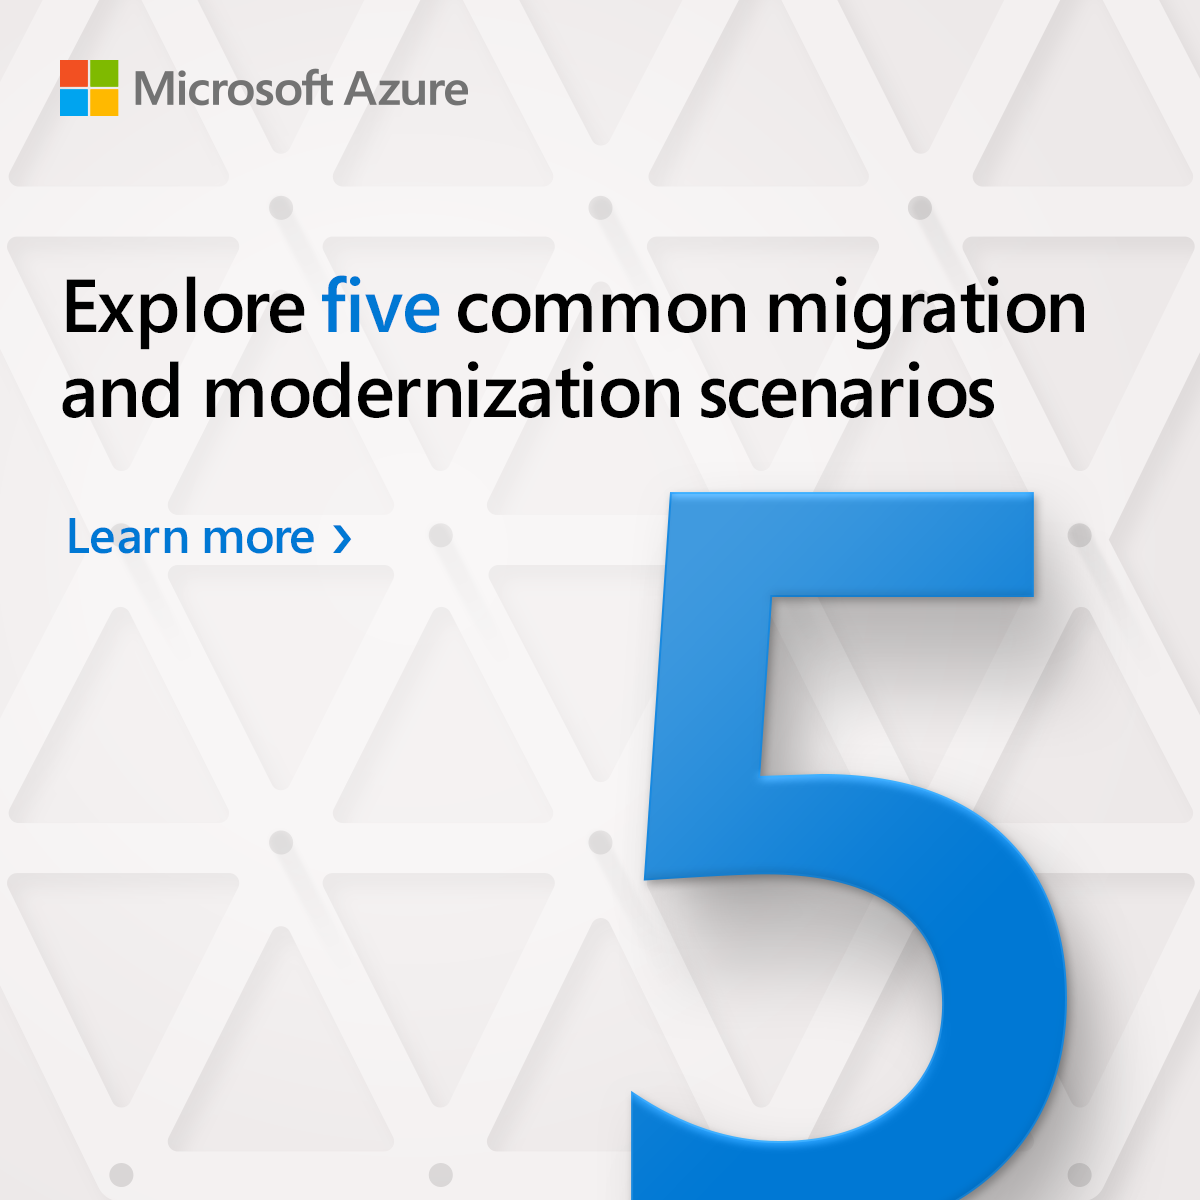 Microsoft Azure
Explore five common migration
and modernization scenarios
Learn more ›
5